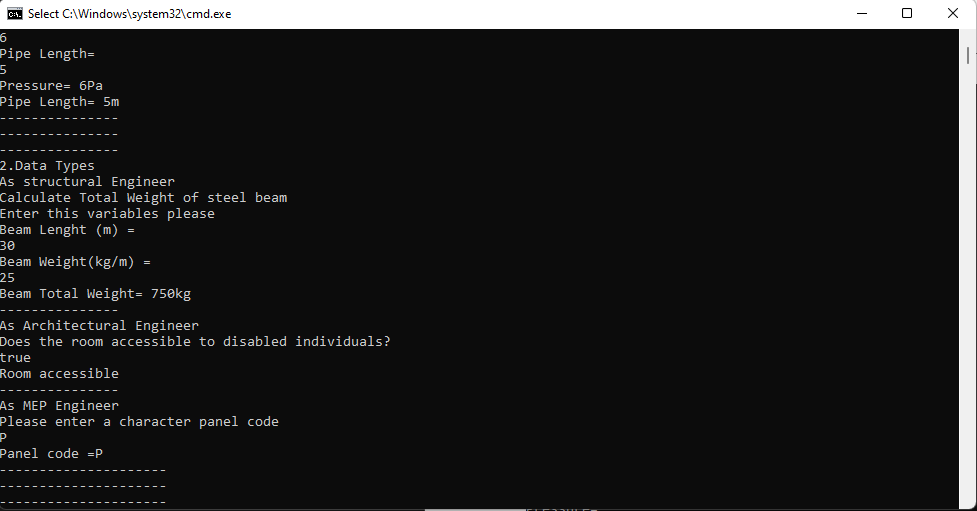 Select C:\Windows\system32\cmd.exe
6
Pipe Length=
5
Pressure= 6Pa
Pipe Length= 5m
---------------
---------------
---------------
2.Data Types
As structural Engineer
Calculate Total Weight of steel beam
Enter this variables please
Beam Lenght (m) =
30
Beam Weight(kg/m) =
25
Beam Total Weight= 750kg
---------------
As Architectural Engineer
Does the room accessible to disabled individuals?
true
Room accessible
---------------
As MEP Engineer
Please enter a character panel code
P
Panel code =P
---------------------
---------------------
---------------------